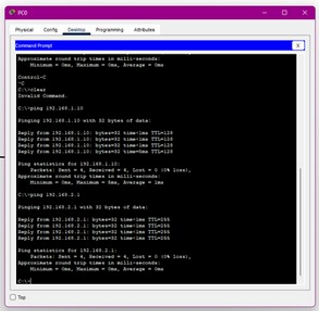 PC0
Physical Config Desktop Programming Attributes
Command Prompt X
Approximate round trip times in milli-seconds:
Minimum = 0ms, Maximum = 0ms, Average = 0ms
Control-C
^C
C:\>clear
Invalid Command.
C:\>ping 192.168.1.10
Pinging 192.168.1.10 with 32 bytes of data:
Reply from 192.168.1.10: bytes=32 time<1ms TTL=128
Reply from 192.168.1.10: bytes=32 time<1ms TTL=128
Reply from 192.168.1.10: bytes=32 time<1ms TTL=128
Reply from 192.168.1.10: bytes=32 time<1ms TTL=128
Ping statistics for 192.168.1.10:
Packets: Sent = 4, Received = 4, Lost = 0 (0% loss),
Approximate round trip times in milli-seconds:
Minimum = 0ms, Maximum = 0ms, Average = 0ms
C:\>ping 192.168.2.1
Pinging 192.168.2.1 with 32 bytes of data:
Reply from 192.168.2.1: bytes=32 time<1ms TTL=255
Reply from 192.168.2.1: bytes=32 time<1ms TTL=255
Reply from 192.168.2.1: bytes=32 time<1ms TTL=255
Reply from 192.168.2.1: bytes=32 time<1ms TTL=255
Ping statistics for 192.168.2.1:
Packets: Sent = 4, Received = 4, Lost = 0 (0% loss),
Approximate round trip times in milli-seconds:
Minimum = 0ms, Maximum = 0ms, Average = 0ms
C:\>
Top